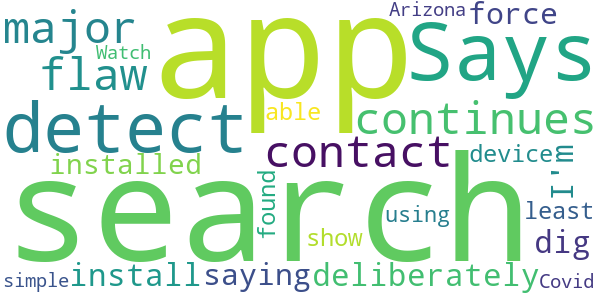 major
Watch
app
Arizona
force
Says
flaw
able
continues
detect
contact
device
I'm
installed
search
found
using
least
show
dig
simple
install
saying
deliberately
Covid